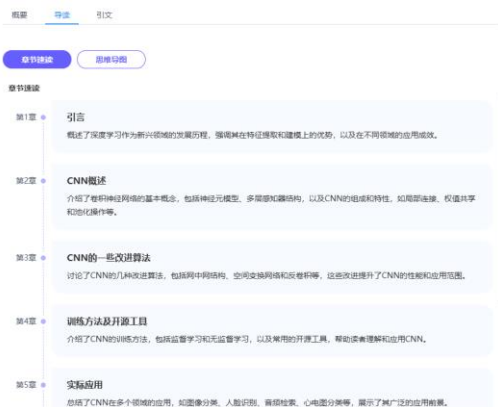 概要 导读 引文
章节速读 思维导图
章节速读
第1章 引言
概述了深度学习作为新兴领域的发展历程，强调其在特征提取和建模上的优势，以及在不同领域的应用成效。
第2章 CNN概述
介绍了卷积神经网络的基本概念，包括神经元模型、多层感知器结构，以及CNN的组成和特性，如局部连接、权值共享
和池化操作等。
第3章 CNN的一些改进算法
讨论了CNN的几种改进算法，包括网中网结构、空间变换网络和反卷积等，这些改进提升了CNN的性能和应用范围。
第4章 训练方法及开源工具
介绍了CNN的训练方法，包括监督学习和无监督学习，以及常用的开源工具，帮助读者理解和应用CNN。
第5章 实际应用
总结了CNN在多个领域的应用，如图像分类、人脸识别、音频检索、心电图分类等，展示了其广泛的应用前景。